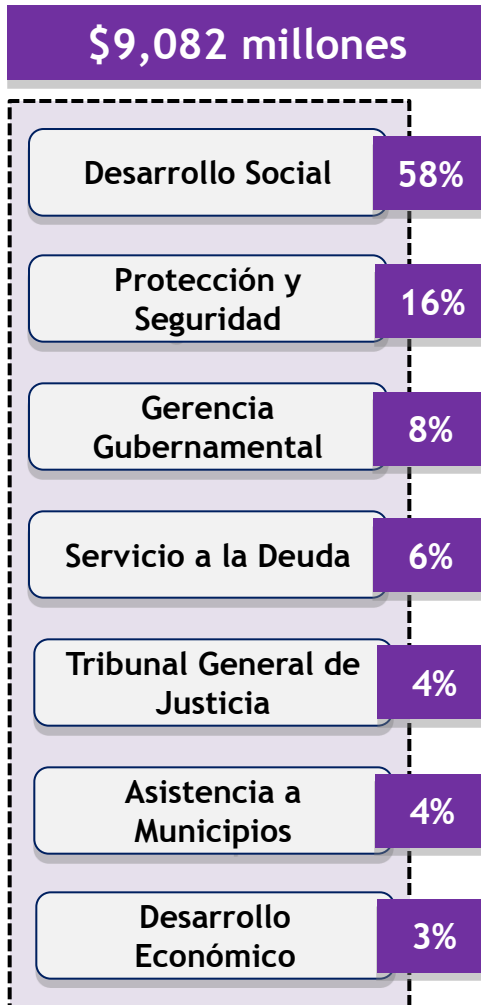 $9,082 millones
Desarrollo Social
58%
Protección y
Seguridad
16%
Gerencia
Gubernamental
8%
Servicio a la Deuda
6%
Tribunal General de
Justicia
4%
Asistencia a
Municipios
4%
Desarrollo
Económico
3%